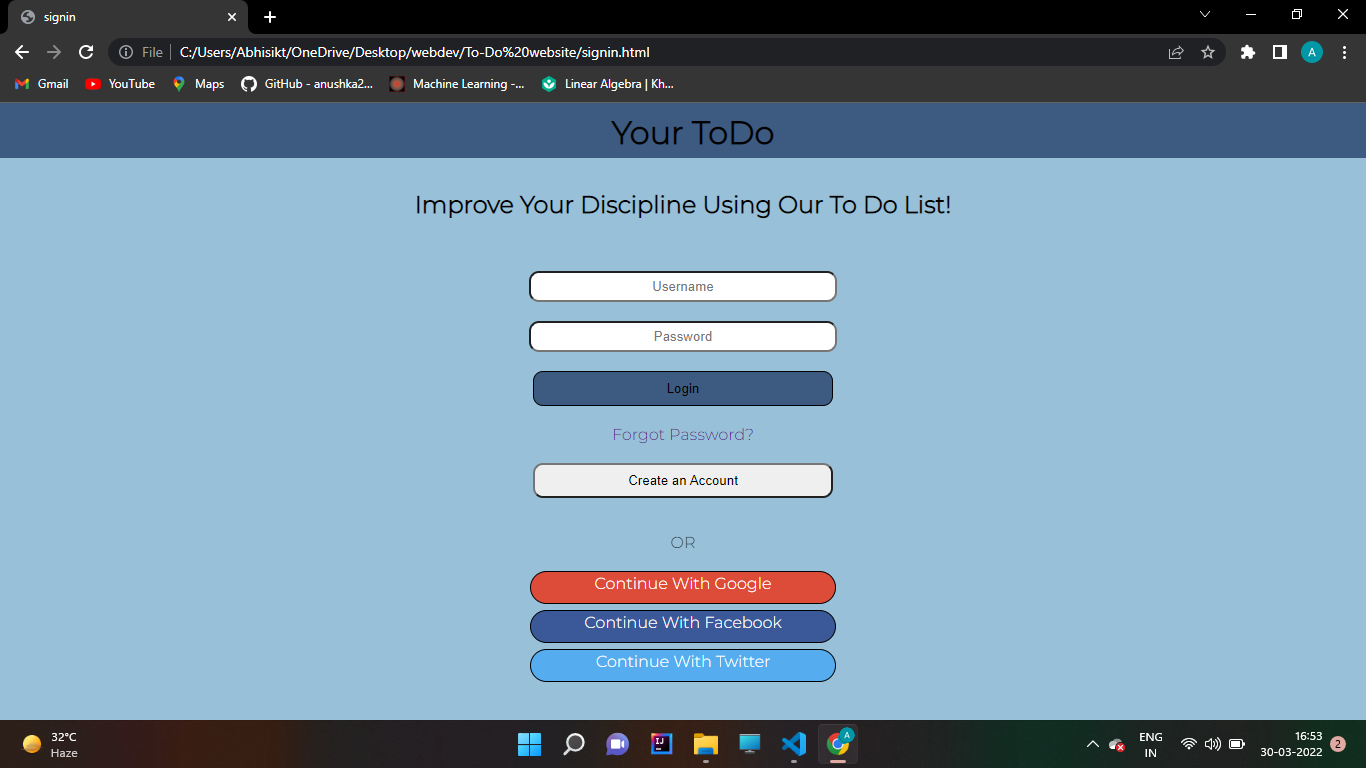 signin
File
C:/Users/Abhisikt/OneDrive/Desktop/webdev/To-Do%20website/signin.html
A
Gmail
YouTube
Maps
GitHub - anushka2...
Machine Learning -...
Linear Algebra | Kh...
Your ToDo
Improve Your Discipline Using Our To Do List!
Username
Password
Login
Forgot Password?
Create an Account
OR
Continue With Google
Continue With Facebook
Continue With Twitter
32°C
Haze
IJ
A
ENG
IN
16:53
30-03-2022
2